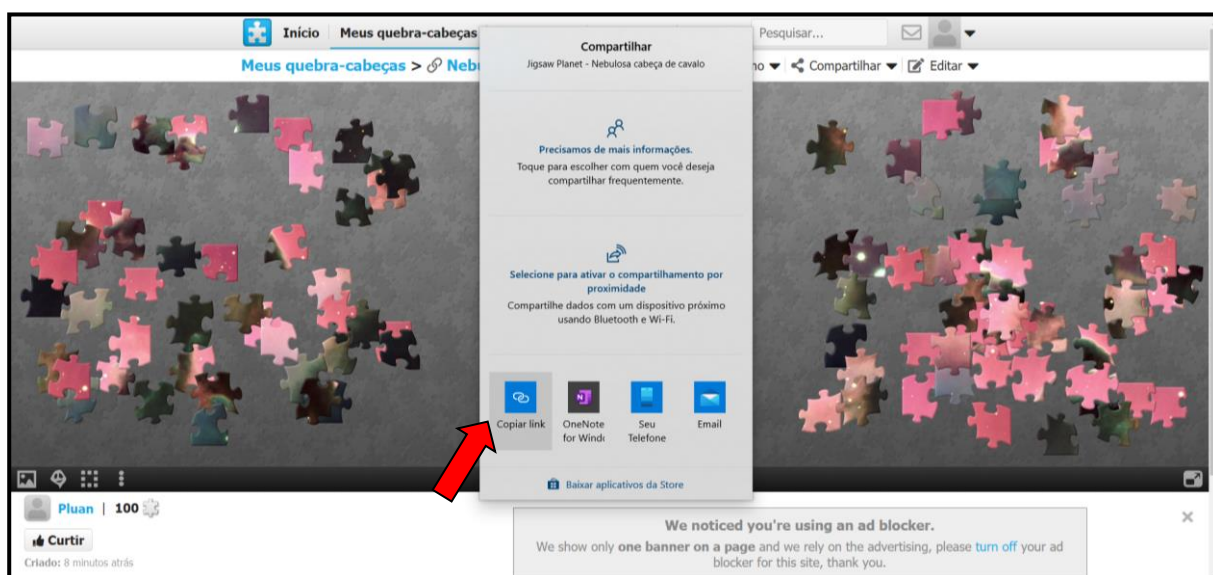 Início Meus quebra-cabeças
Pesquisar...
Meus quebra-cabeças >
Compartilhar Editar
Compartilhar
Jigsaw Planet - Nebulosa cabeça de cavalo
Precisamos de mais informações.
Toque para escolher com quem você deseja
compartilhar frequentemente.
Selecione para ativar o compartilhamento por
proximidade
Compartilhe dados com um dispositivo próximo
usando Bluetooth e Wi-Fi.
Copiar link
OneNote
for Windo
Seu
Telefone
Email
Baixar aplicativos da Store
Pluan | 100
Curtir
Criado: 8 minutos atrás
We noticed you're using an ad blocker.
We show only one banner on a page and we rely on the advertising, please turn off your ad
blocker for this site, thank you.